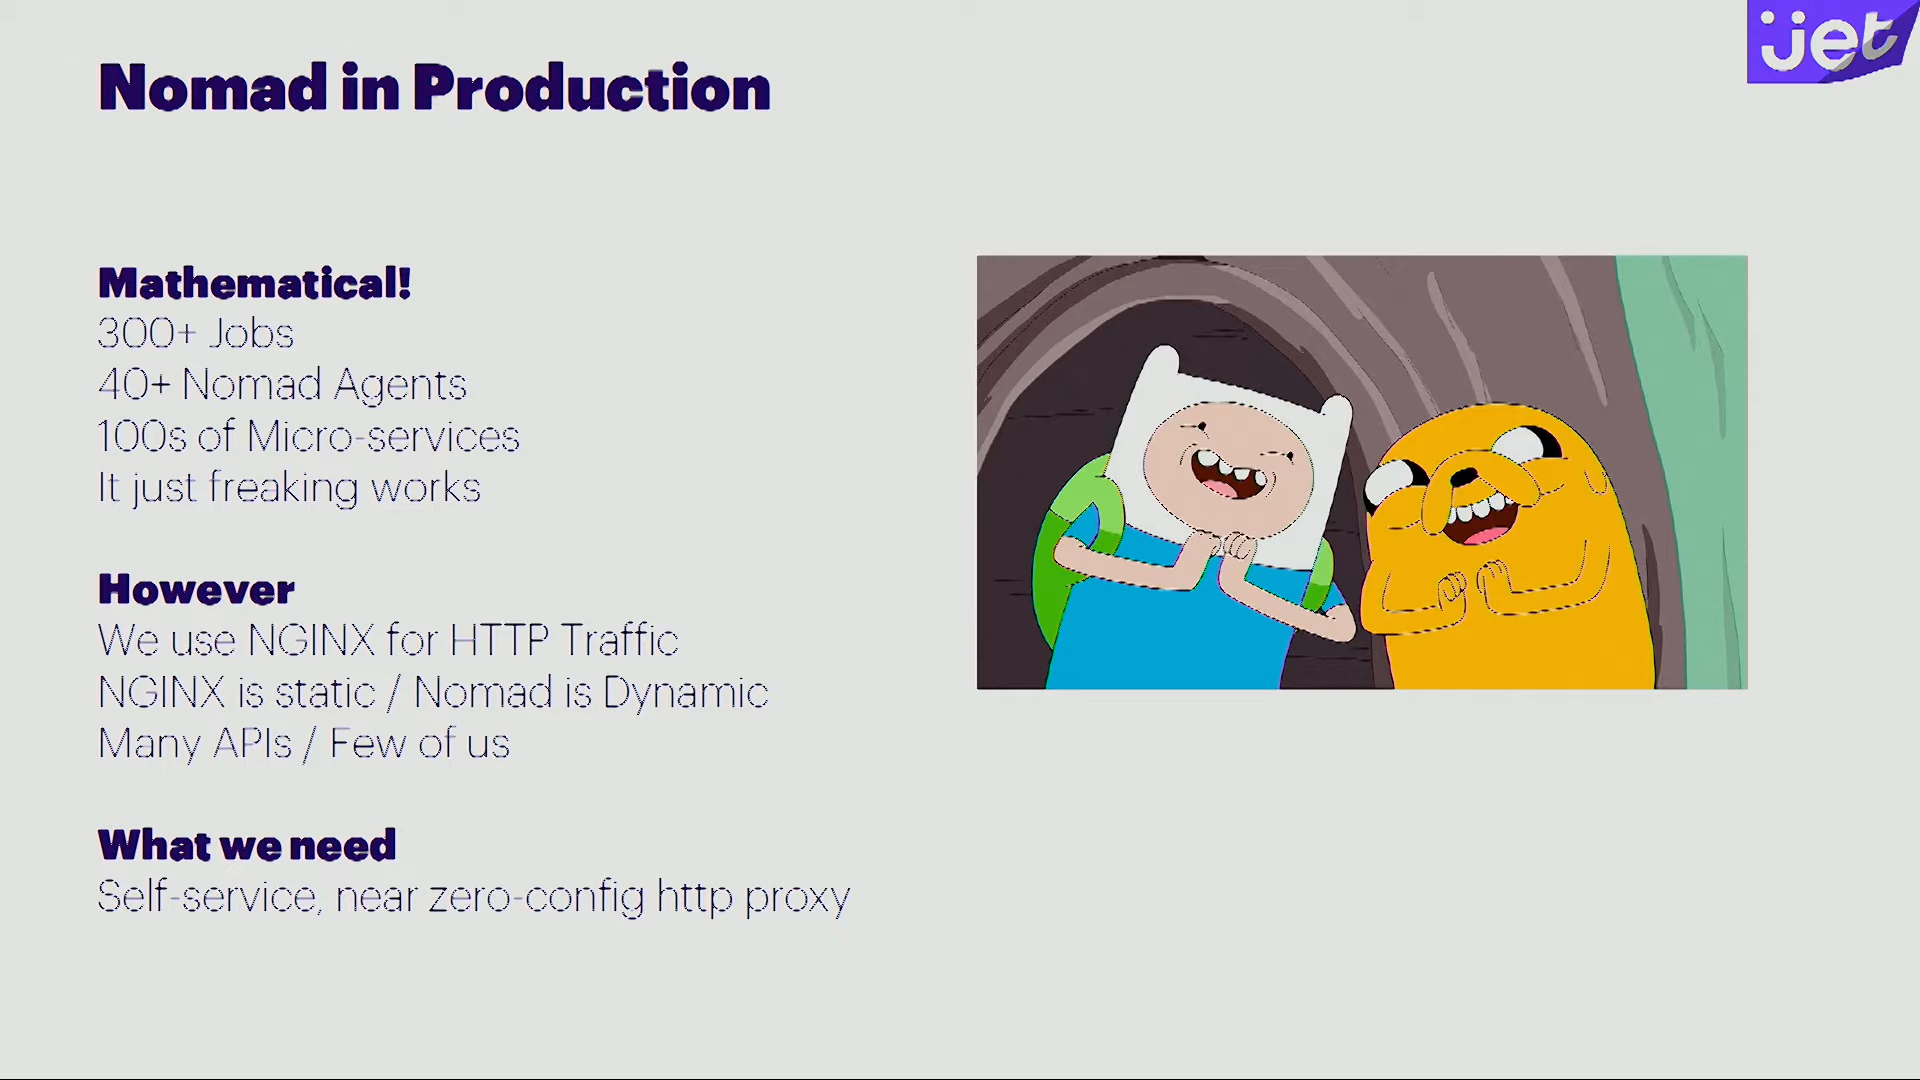 jet
Nomad in Production
Mathematical!
300+ Jobs
40+ Nomad Agents
100s of Micro-services
It just freaking works
However
We use NGINX for HTTP Traffic
NGINX is static / Nomad is Dynamic
Many APIs / Few of us
What we need
Self-service, near zero-config http proxy